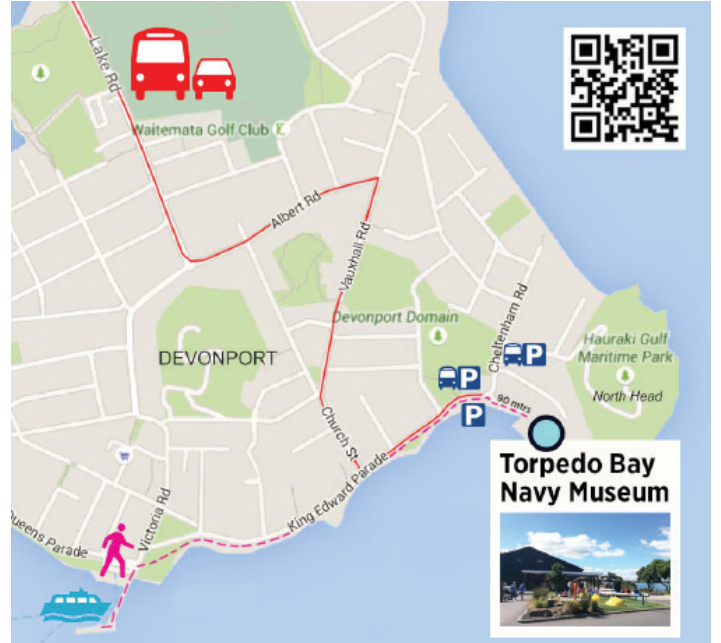 Lake Rd
Waitemata Golf Club
Albert Rd
Vauxhall Rd
Devonport Domain
Cheltenham Rd
Hauraki Gulf
Maritime Park
North Head
DEVONPORT
P
P
P
90 mtrs
Church St
King Edward Parade
Victoria Rd
Queens Parade
Torpedo Bay
Navy Museum